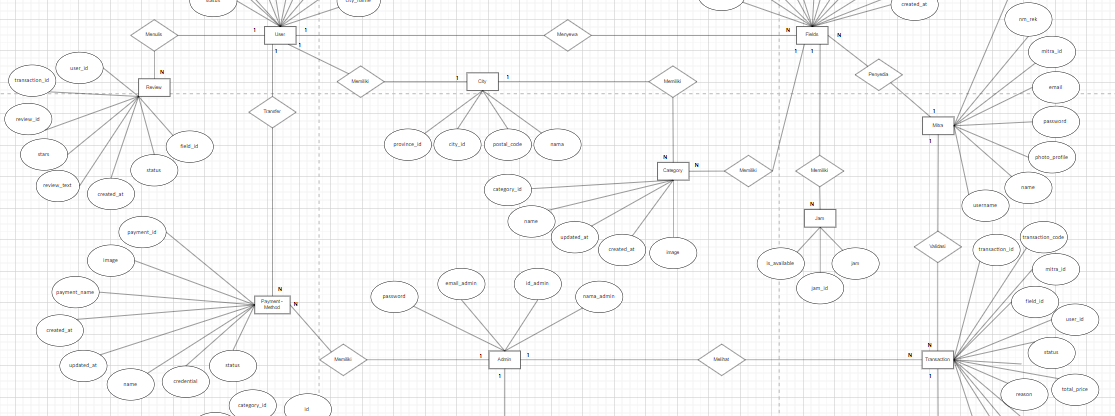 status
city_name
created_at
nm_rek
Menulis
1
User
1
Menyewa
N
Fields
N
1
1
1
1
mitra_id
N
user_id
transaction_id
Review
Memiliki
1
City
1
Memiliki
Penyedia
email
review_id
Transfer
1
Mitra
password
1
stars
field_id
province_id
city_id
postal_code
nama
photo_profile
status
N
Category
N
Memiliki
Memiliki
review_text
created_at
category_id
name
username
name
N
Jam
updated_at
created_at
image
payment_id
Validasi
transaction_id
transaction_code
image
is_available
jam
mitra_id
payment_name
jam_id
password
email_admin
id_admin
nama_admin
N
Payment-
Method
N
field_id
user_id
created_at
updated_at
name
credential
status
Memiliki
1
Admin
1
1
Melihat
N
N
Transaction
1
status
total_price
reason
category_id
id